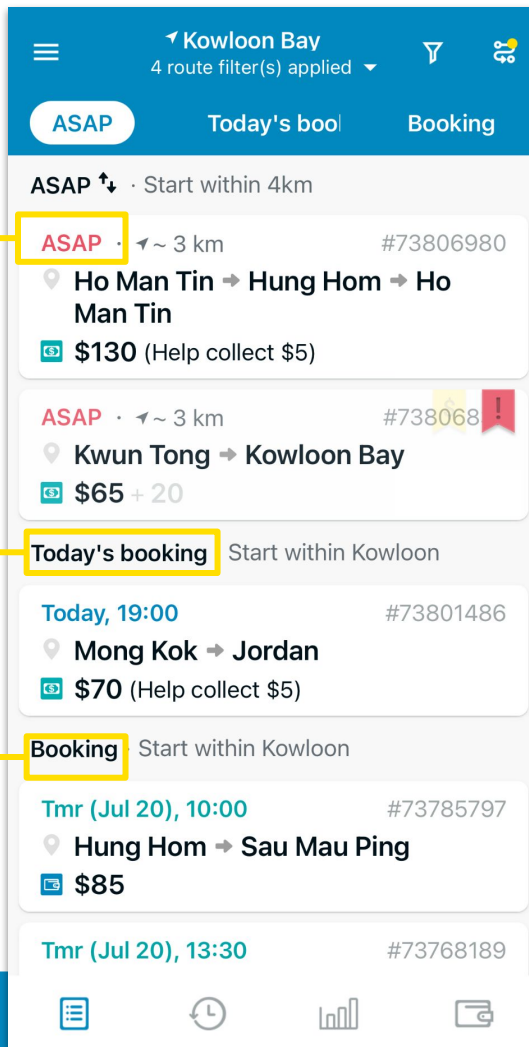 Kowloon Bay
4 route filter(s) applied
ASAP
Today's boo
Booking
ASAP · Start within 4km
ASAP · ~ 3 km #73806980
Ho Man Tin → Hung Hom → Ho
Man Tin
$130 (Help collect $5)
ASAP · ~ 3 km #738068
Kwun Tong → Kowloon Bay
$65 + 20
Today's booking Start within Kowloon
Today, 19:00 #73801486
Mong Kok → Jordan
$70 (Help collect $5)
Booking · Start within Kowloon
Tmr (Jul 20), 10:00 #73785797
Hung Hom → Sau Mau Ping
$85
Tmr (Jul 20), 13:30 #73768189